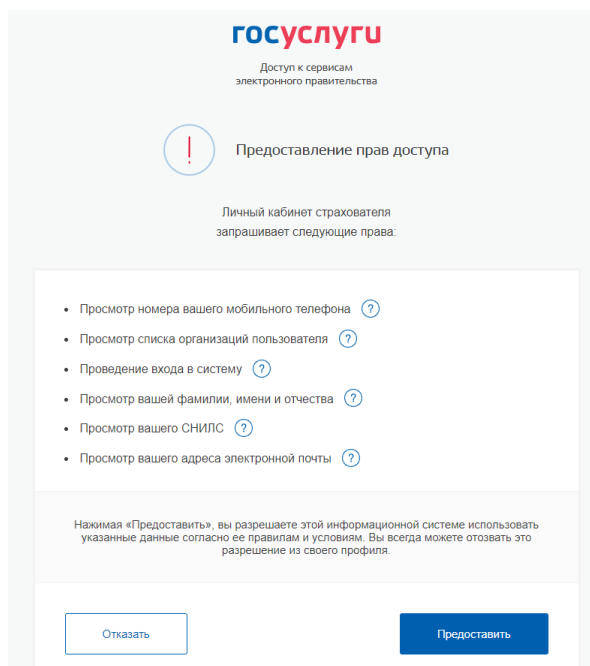 госуслуги
Доступ к сервисам
электронного правительства
Предоставление прав доступа
Личный кабинет страхователя
запрашивает следующие права:
• Просмотр номера вашего мобильного телефона ?
• Просмотр списка организаций пользователя ?
• Проведение входа в систему ?
• Просмотр вашей фамилии, имени и отчества ?
• Просмотр вашего СНИЛС ?
• Просмотр вашего адреса электронной почты ?
Нажимая «Предоставить», вы разрешаете этой информационной системе использовать
указанные данные согласно ее правилам и условиям. Вы всегда можете отозвать это
разрешение из своего профиля.
Отказать
Предоставить